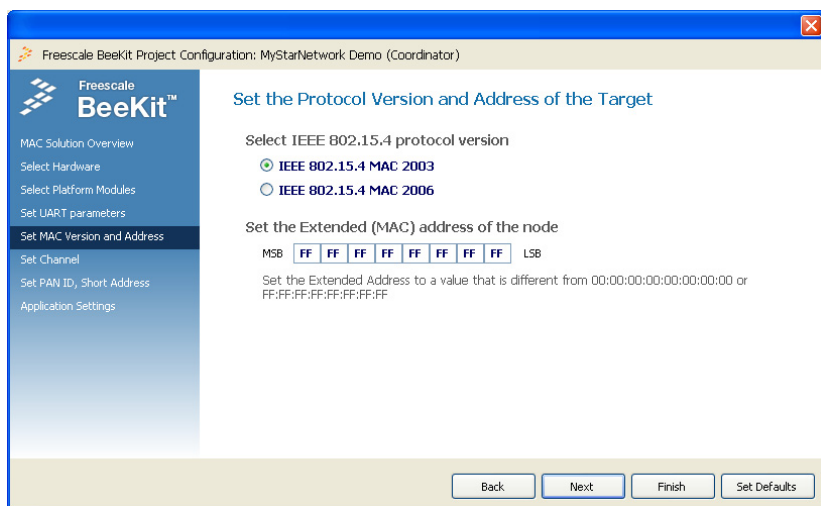 Freescale BeeKit Project Configuration: MyStarNetwork Demo (Coordinator)
Freescale
BeeKit™
MAC Solution Overview
Select Hardware
Select Platform Modules
Set UART parameters
Set MAC Version and Address
Set Channel
Set PAN ID, Short Address
Application Settings
Set the Protocol Version and Address of the Target
Select IEEE 802.15.4 protocol version
IEEE 802.15.4 MAC 2003
IEEE 802.15.4 MAC 2006
Set the Extended (MAC) address of the node
MSB FF FF FF FF FF FF FF FF LSB
Set the Extended Address to a value that is different from 00:00:00:00:00:00:00:00 or
FF:FF:FF:FF:FF:FF:FF:FF
Back Next Finish Set Defaults